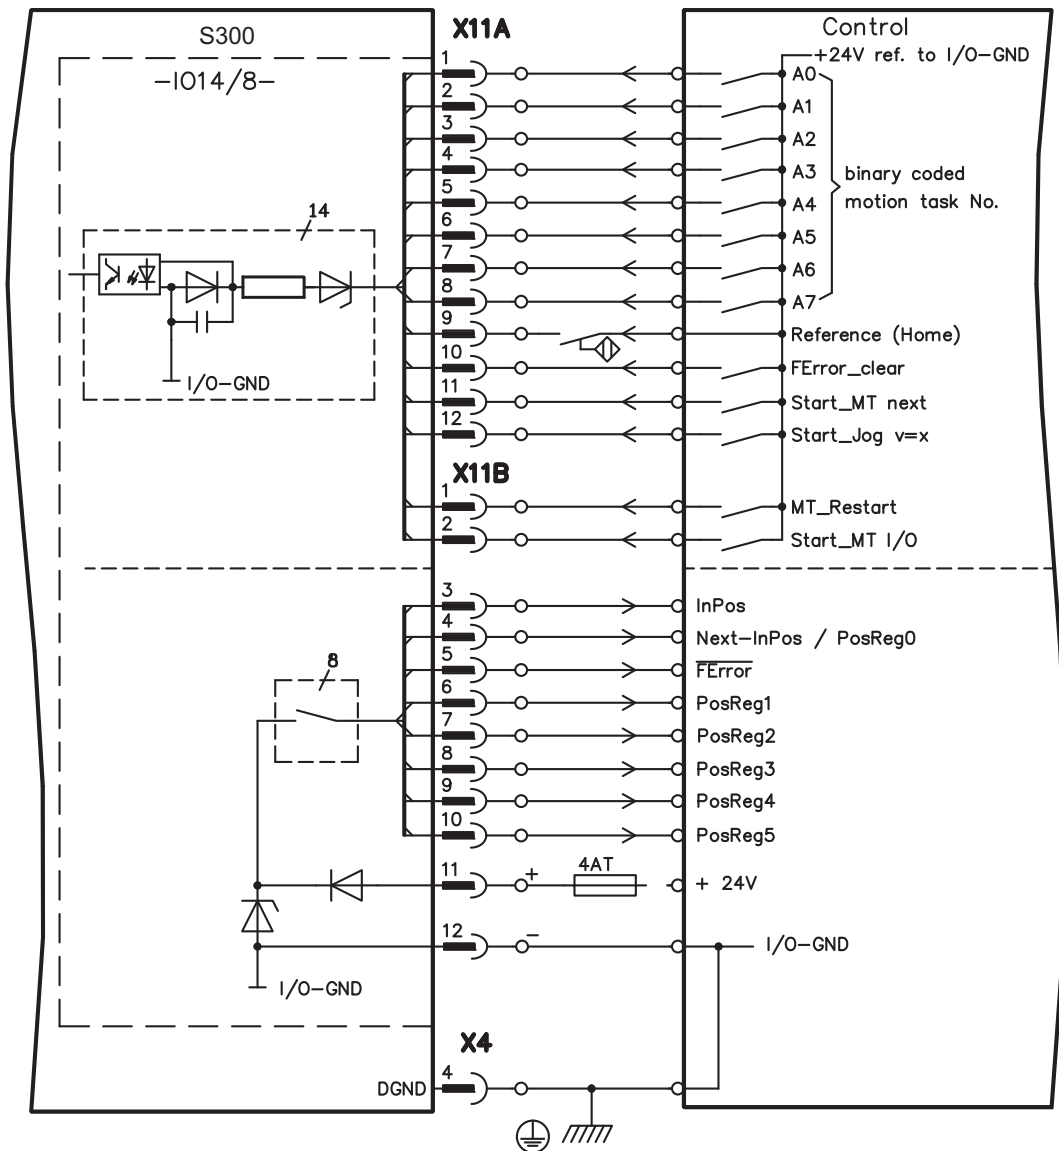 S300
X11A
Control
+24V ref. to I/O-GND
-IO14/8-
1
A0
2
A1
3
A2
4
A3
binary coded
5
A4
motion task No.
14
6
A5
7
A6
8
A7
9
Reference (Home)
10
FError_clear
I/O-GND
11
Start_MT next
12
Start_Jog v=x
X11B
1
MT_Restart
2
Start_MT I/O
3
InPos
4
Next-InPos / PosReg0
5
FError
8
6
PosReg1
7
PosReg2
8
PosReg3
9
PosReg4
10
PosReg5
11
+
4AT
+ 24V
12
−
I/O-GND
I/O-GND
X4
DGND
4